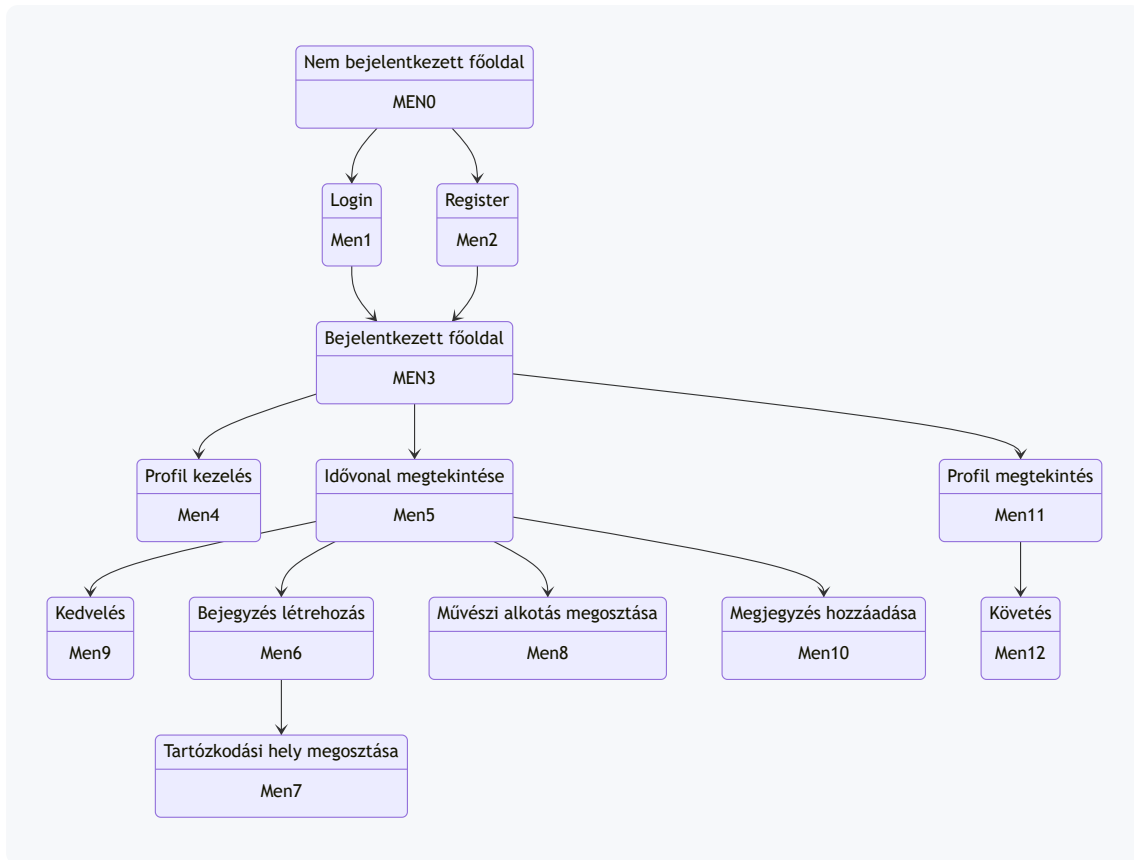 Nem bejelentkezett főoldal
MEN0
Login
Men1
Register
Men2
Bejelentkezett főoldal
MEN3
Profil kezelés
Men4
Idővonal megtekintése
Men5
Profil megtekintés
Men11
Kedvelés
Men9
Bejegyzés létrehozás
Men6
Művészi alkotás megosztása
Men8
Megjegyzés hozzáadása
Men10
Követés
Men12
Tartózkodási hely megosztása
Men7